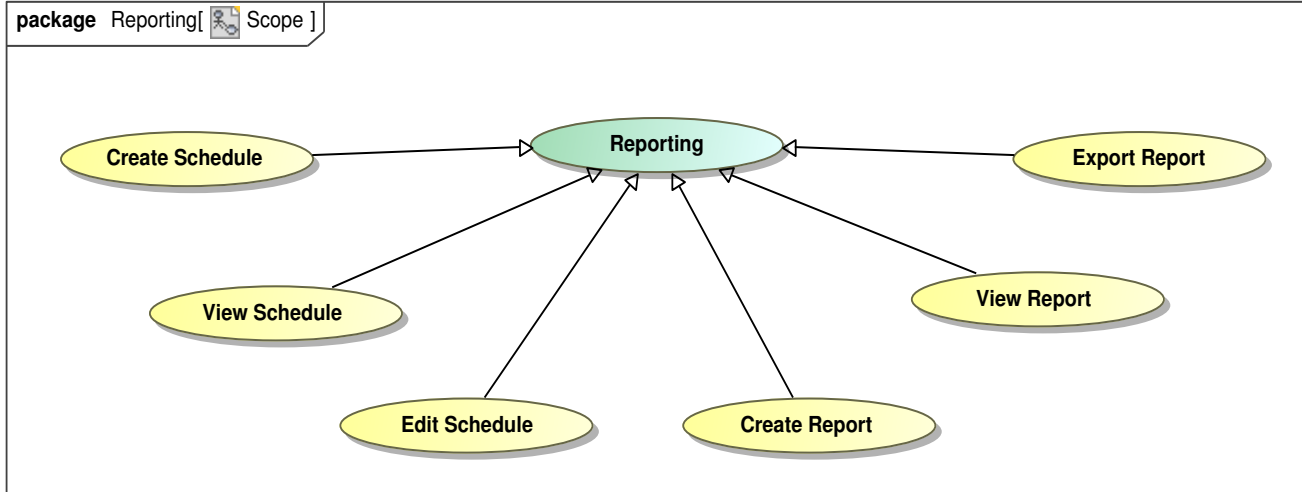 package Reporting[ Scope ]
Reporting
Create Schedule
Export Report
View Schedule
View Report
Edit Schedule
Create Report